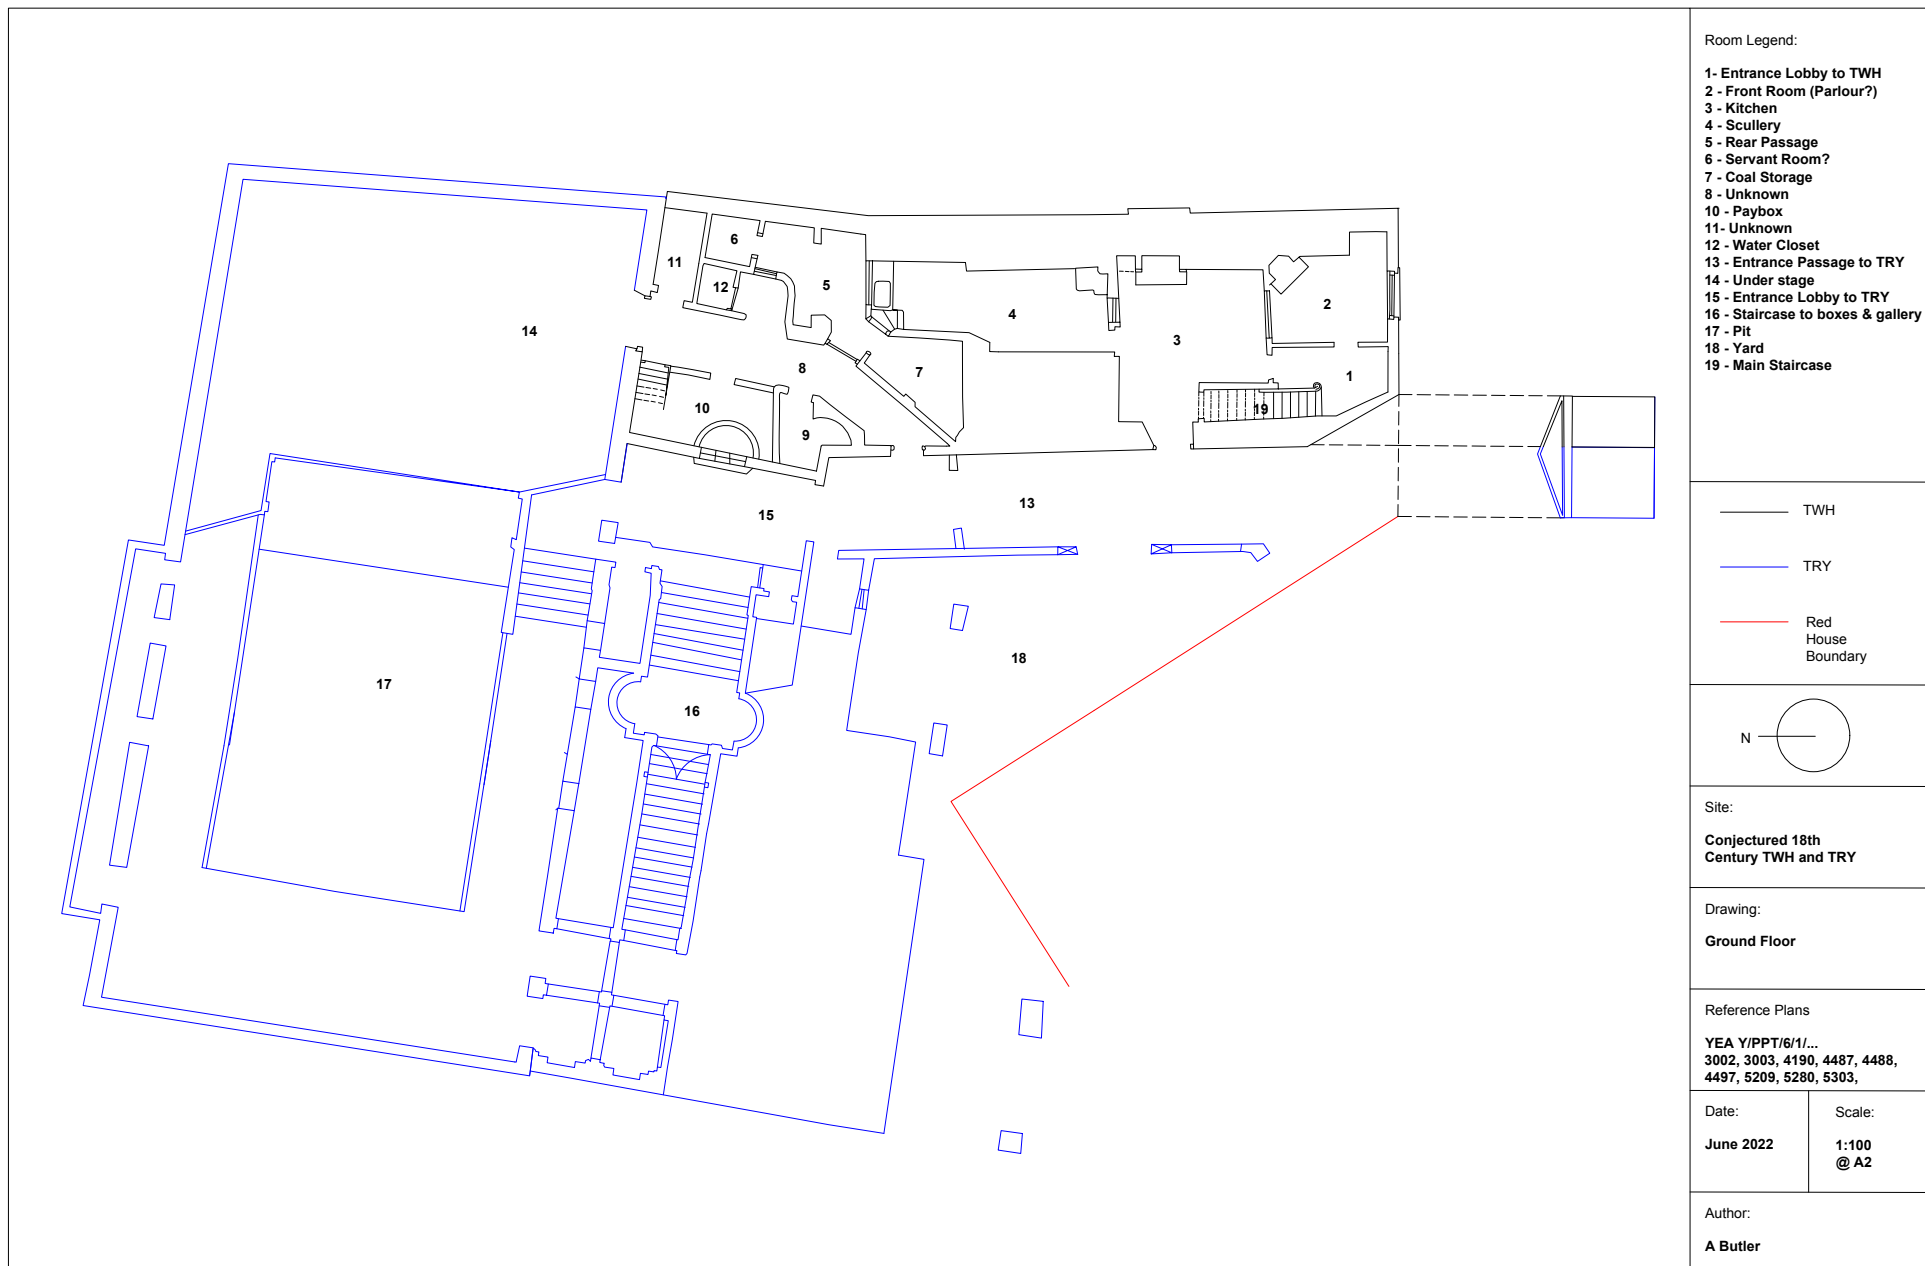 Room Legend:
1- Entrance Lobby to TWH
2 - Front Room (Parlour?)
3 - Kitchen
4 - Scullery
5 - Rear Passage
6 - Servant Room?
7 - Coal Storage
8 - Unknown
10 - Paybox
11- Unknown
12 - Water Closet
13 - Entrance Passage to TRY
14 - Under stage
15 - Entrance Lobby to TRY
16 - Staircase to boxes & gallery
17 - Pit
18 - Yard
19 - Main Staircase
TWH
TRY
Red
House
Boundary
N
Site:
Conjectured 18th
Century TWH and TRY
Drawing:
Ground Floor
Reference Plans
YEA Y/PPT/6/1/...
3002, 3003, 4190, 4487, 4488,
4497, 5209, 5280, 5303,
Date:
June 2022
Scale:
1:100
@ A2
Author:
A Butler
6
11
12
5
2
4
14
3
8
7
1
10
19
9
13
15
18
17
16